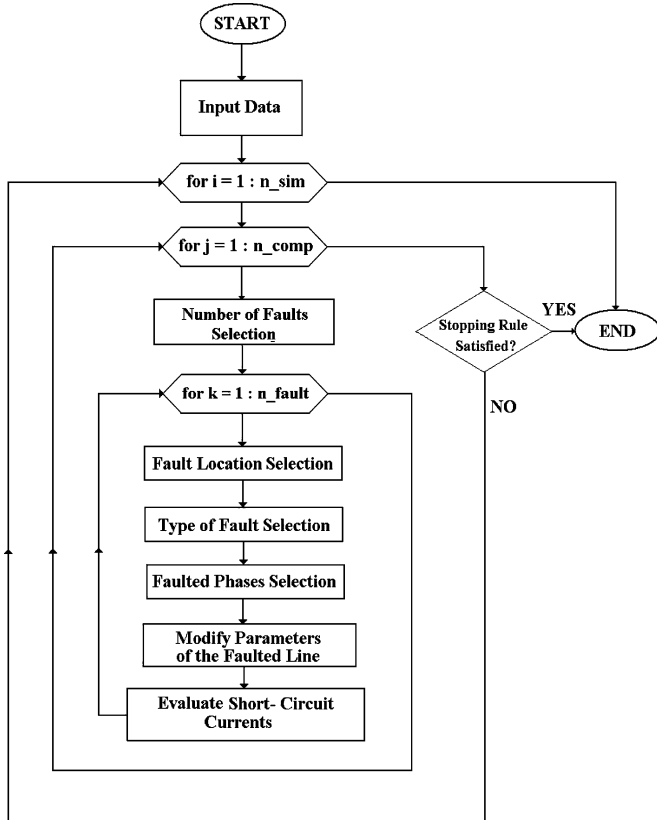 START
Input Data
for i = 1 : n_sim
for j = 1 : n_comp
Number of Faults
Selection
Stopping Rule
Satisfied?
YES
END
for k = 1 : n_fault
NO
Fault Location Selection
Type of Fault Selection
Faulted Phases Selection
Modify Parameters
of the Faulted Line
Evaluate Short- Circuit
Currents